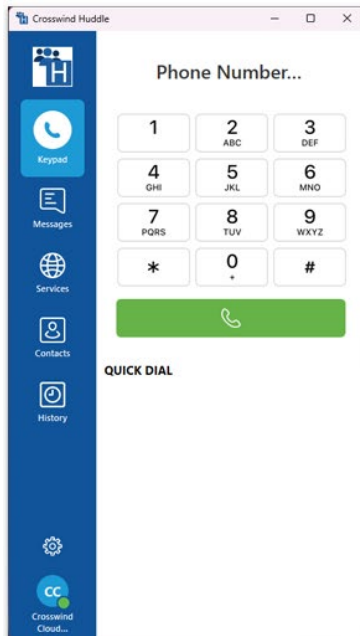 Crosswind Huddle
H
Phone Number...
Keypad
Messages
Services
Contacts
History
1
2
ABC
3
DEF
4
GHI
5
JKL
6
MNO
7
PQRS
8
TUV
9
WXYZ
*
0
+
#
QUICK DIAL
CC
Crosswind
Cloud...